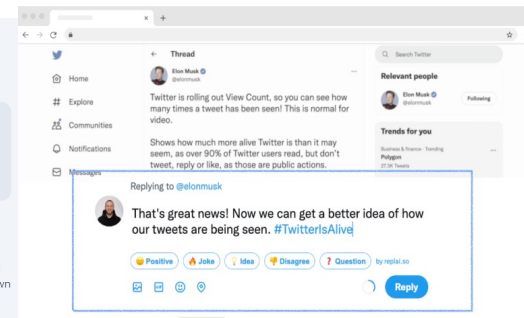 ← Thread
Search Twitter
Elon Musk
@elonmusk
Twitter is rolling out View Count, so you can see how
many times a tweet has been seen! This is normal for
video.
Shows how much more alive Twitter is than it may
seem, as over 90% of Twitter users read, but don't
tweet, reply or like, as those are public actions.
Home
Explore
Communities
Notifications
Messages
Relevant people
Elon Musk
@elonmusk
Following
Trends for you
Business & finance · Trending
Polygon
27.3K Tweets
Replying to @elonmusk
That's great news! Now we can get a better idea of how
our tweets are being seen. #TwitterIsAlive
Positive
Joke
Idea
Disagree
? Question
by replai.so
GIF
Reply
wn